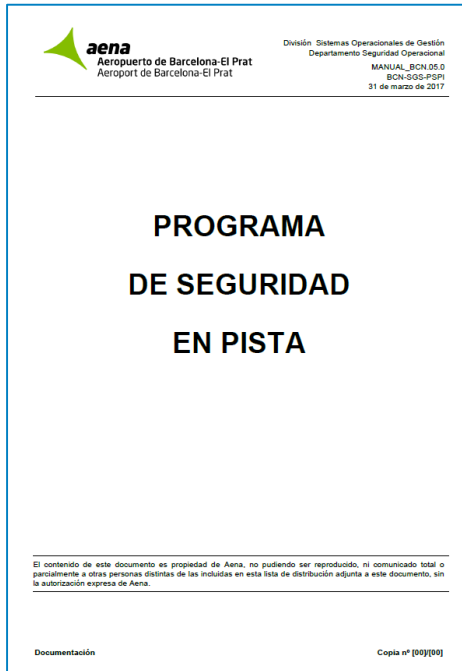 aena
Aeropuerto de Barcelona-El Prat
Aeroport de Barcelona-El Prat
División Sistemas Operacionales de Gestión
Departamento Seguridad Operacional
MANUAL_BCN.05.0
BCN-SGS-PSPI
31 de marzo de 2017
PROGRAMA
DE SEGURIDAD
EN PISTA
El contenido de este documento es propiedad de Aena, no pudiendo ser reproducido, ni comunicado total o
parcialmente a otras personas distintas de las incluidas en esta lista de distribución adjunta a este documento, sin
la autorización expresa de Aena.
Documentación
Copia nº [00]/[00]